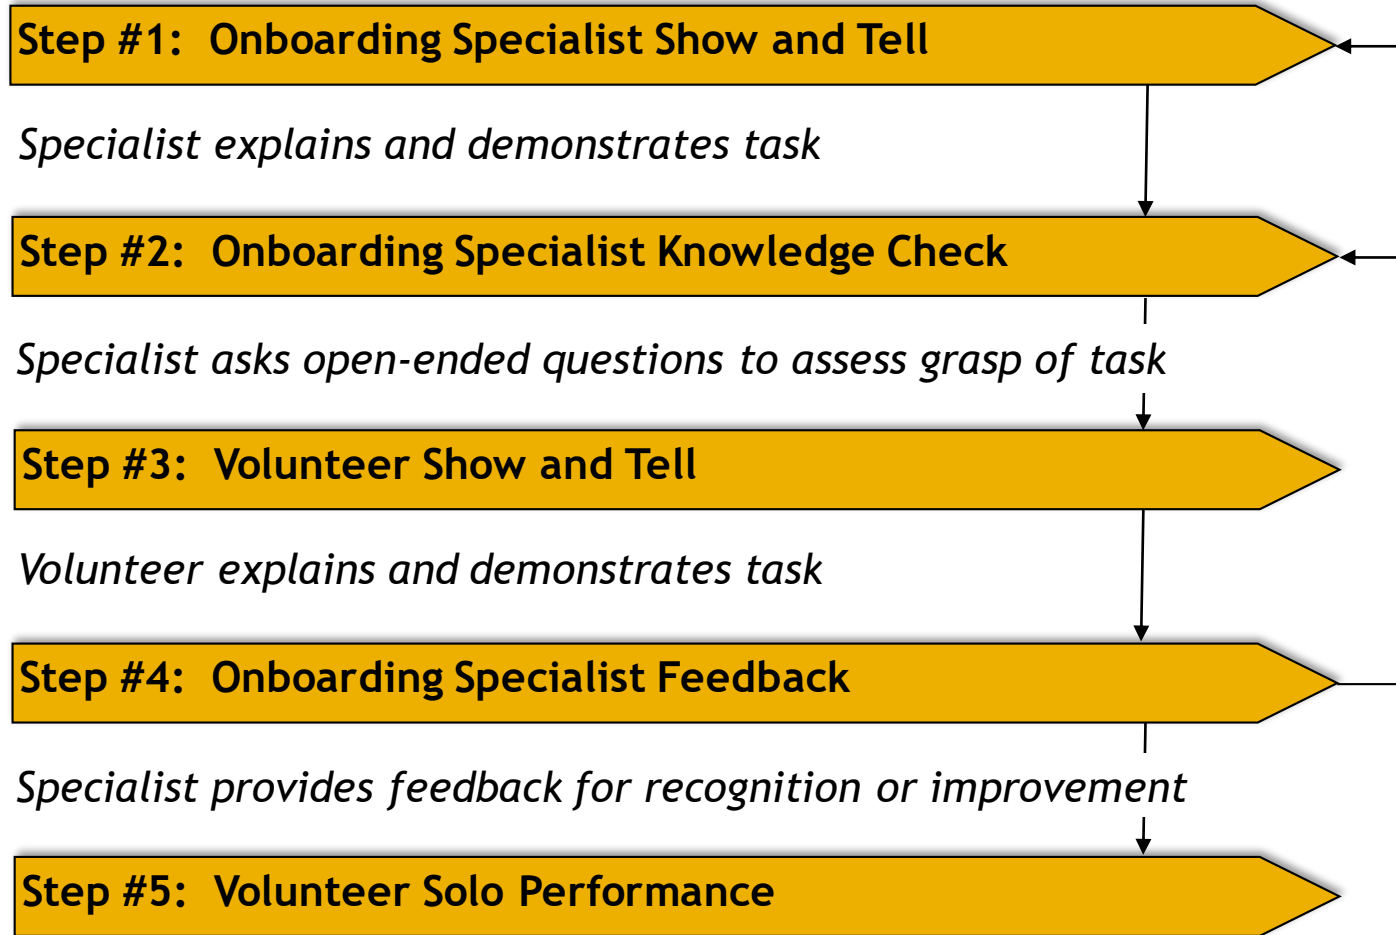 Step #1: Onboarding Specialist Show and Tell
Specialist explains and demonstrates task
Step #2: Onboarding Specialist Knowledge Check
Specialist asks open-ended questions to assess grasp of task
Step #3: Volunteer Show and Tell
Volunteer explains and demonstrates task
Step #4: Onboarding Specialist Feedback
Specialist provides feedback for recognition or improvement
Step #5: Volunteer Solo Performance